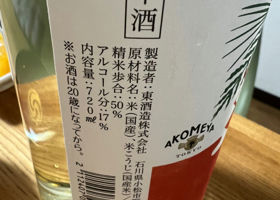 酒
製造者:東酒造株式会社
石川県小松市
原材料名:米(国産)、米こうじ(国産米)
精米歩合:50%
アルコール分:17%
内容量:720㎖
※お酒は20歳になってから。
AKOMEYA
TOKYO